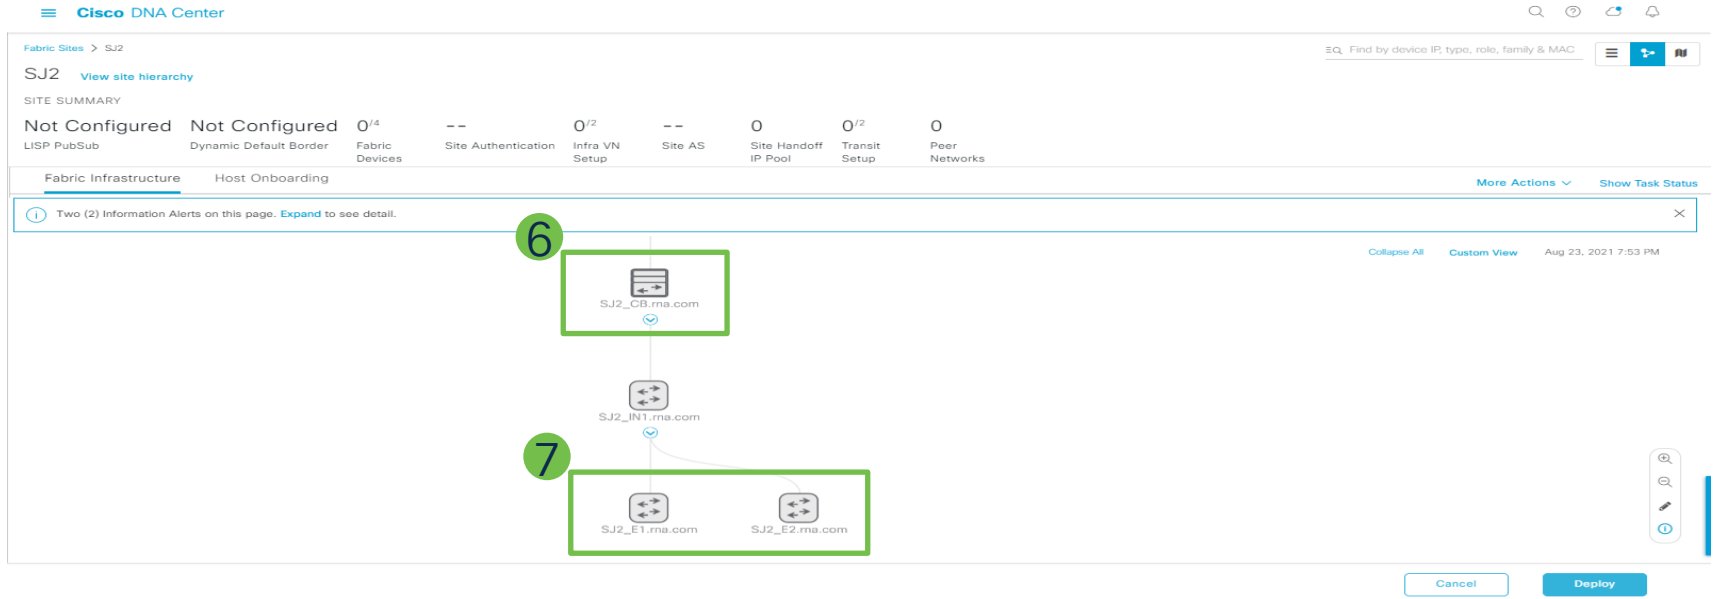 Cisco DNA Center
Fabric Sites > SJ2
Find by device IP, type, role, family & MAC
SJ2 View site hierarchy
SITE SUMMARY
Not Configured Not Configured 0/4 -- 0/2 -- 0 0/2 0
LISP PubSub Dynamic Default Border Fabric Devices Site Authentication Infra VN Setup Site AS Site Handoff IP Pool Transit Setup Peer Networks
Fabric Infrastructure Host Onboarding
More Actions Show Task Status
Two (2) Information Alerts on this page. Expand to see detail.
6
Collapse All Custom View Aug 23, 2021 7:53 PM
SJ2_CB.rna.com
SJ2_IN1.rna.com
7
SJ2_E1.rna.com SJ2_E2.rna.com
Cancel Deploy